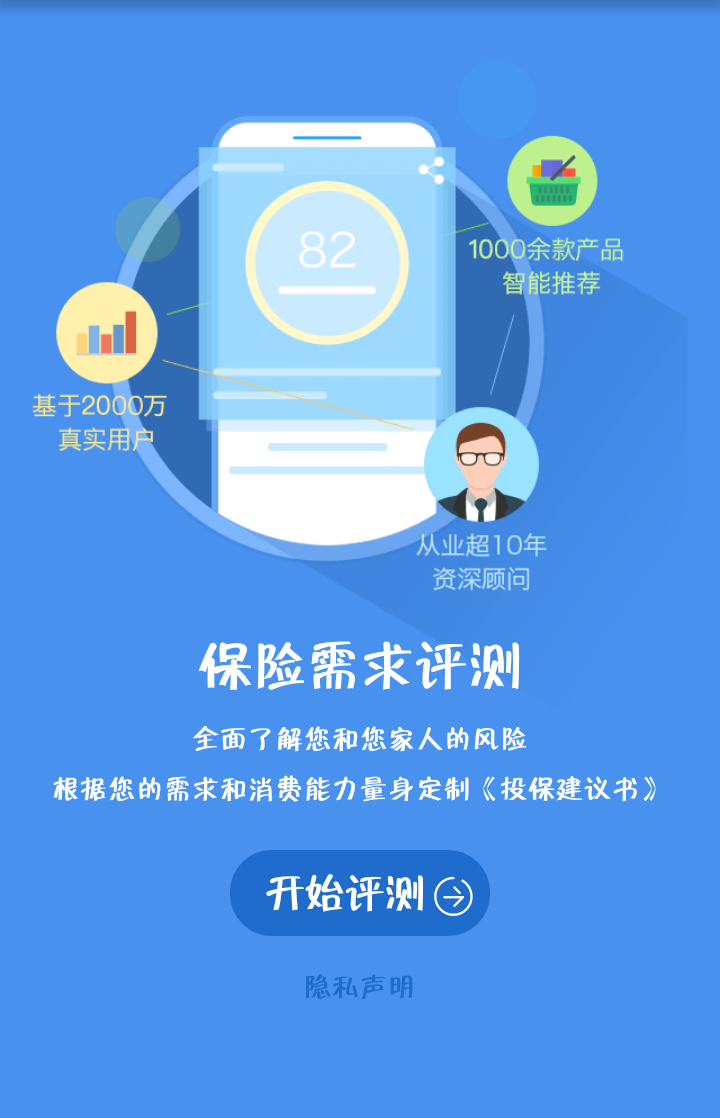 82
1000余款产品
智能推荐
基于2000万
真实用户
从业超10年
资深顾问
保险需求评测
全面了解您和您家人的风险
根据您的需求和消费能力量身定制《投保建议书》
开始评测
隐私声明